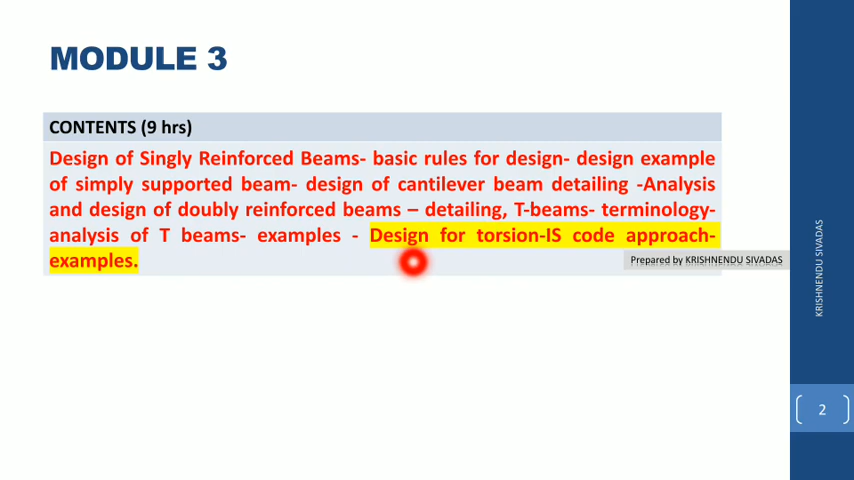 MODULE 3
CONTENTS (9 hrs)
Design of Singly Reinforced Beams- basic rules for design- design example
of simply supported beam- design of cantilever beam detailing -Analysis
and design of doubly reinforced beams – detailing, T-beams- terminology-
analysis of T beams- examples - Design for torsion-IS code approach-
examples.
Prepared by KRISHNENDU SIVADAS
KRISHNENDU SIVADAS
2